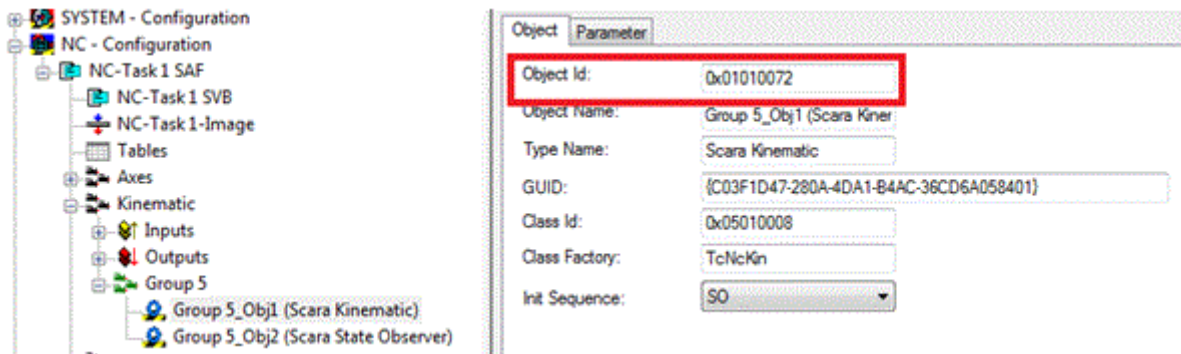 SYSTEM - Configuration
NC - Configuration
NC-Task 1 SAF
NC-Task 1 SVB
NC-Task 1-Image
Tables
Axes
Kinematic
Inputs
Outputs
Group 5
Group 5_Obj1 (Scara Kinematic)
Group 5_Obj2 (Scara State Observer)
Object Parameter
Object Id: 0x01010072
Object Name: Group 5_Obj1 (Scara Kiner
Type Name: Scara Kinematic
GUID: {C03F1D47-280A-4DA1-B4AC-36CD6A058401}
Class Id: 0x05010008
Class Factory: TcNcKin
Init Sequence: SO